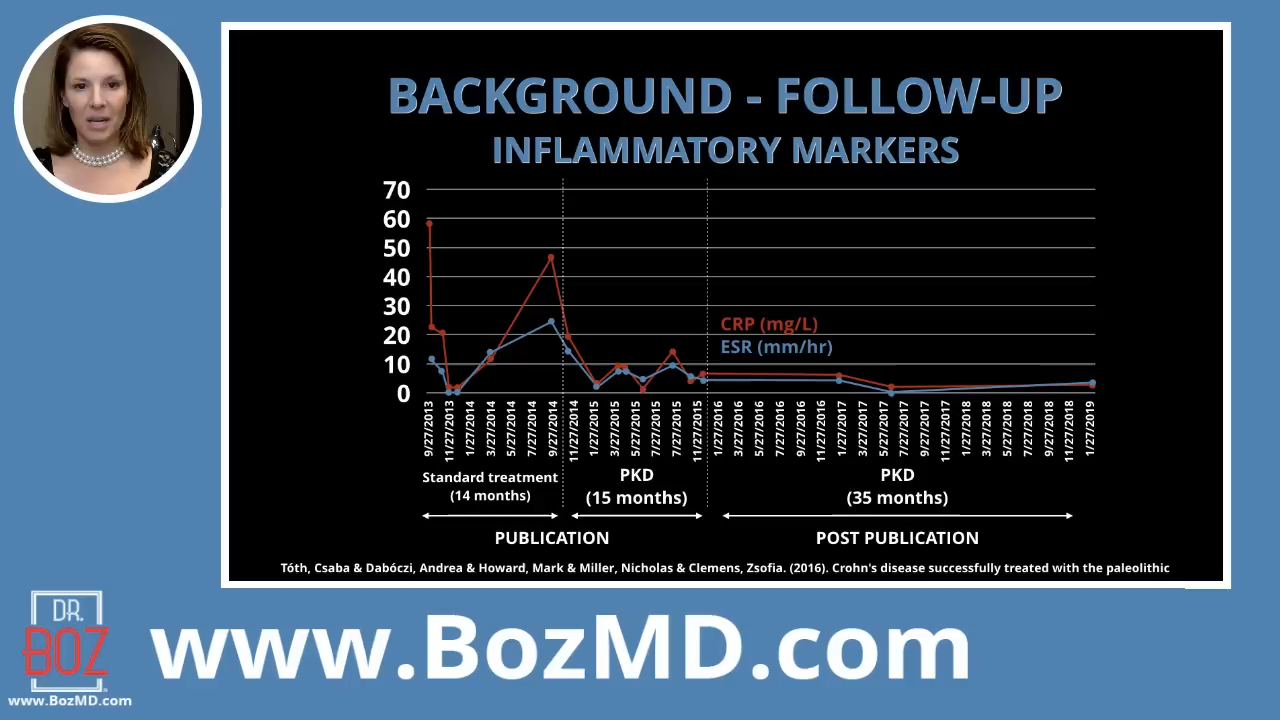 BACKGROUND - FOLLOW-UP
INFLAMMATORY MARKERS
70
60
50
40
30
20
10
0
CRP (mg/L)
ESR (mm/hr)
9/27/2013
11/27/2013
1/27/2014
3/27/2014
5/27/2014
7/27/2014
9/27/2014
11/27/2014
1/27/2015
3/27/2015
5/27/2015
7/27/2015
7/27/2015
11/27/2015
1/27/2016
3/27/2016
5/27/2016
7/27/2016
9/27/2016
11/27/2016
1/27/2017
3/27/2017
5/27/2017
7/27/2017
9/27/2017
11/27/2017
1/27/2018
3/27/2018
5/27/2018
7/27/2018
9/27/2018
11/27/2018
1/27/2019
Standard treatment
(14 months)
PKD
(15 months)
PKD
(35 months)
PUBLICATION
POST PUBLICATION
Tóth, Csaba & Dabóczi, Andrea & Howard, Mark & Miller, Nicholas & Clemens, Zsofia. (2016). Crohn's disease successfully treated with the paleolithic
DR.
BOZ
www.BozMD.com
www.BozMD.com